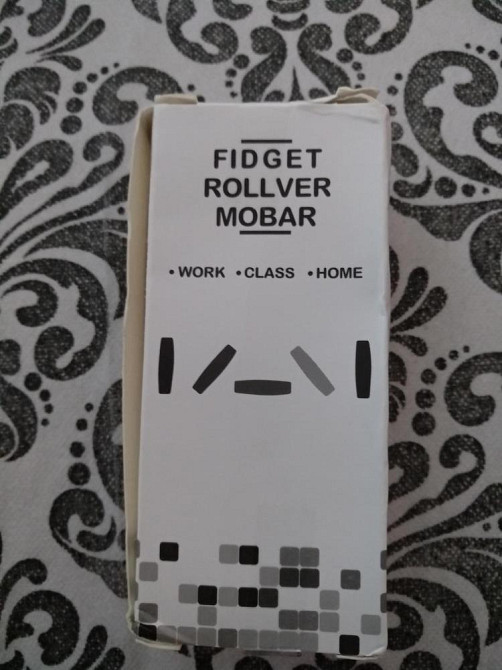 FIDGET
ROLLVER
MOBAR
• WORK • CLASS • HOME